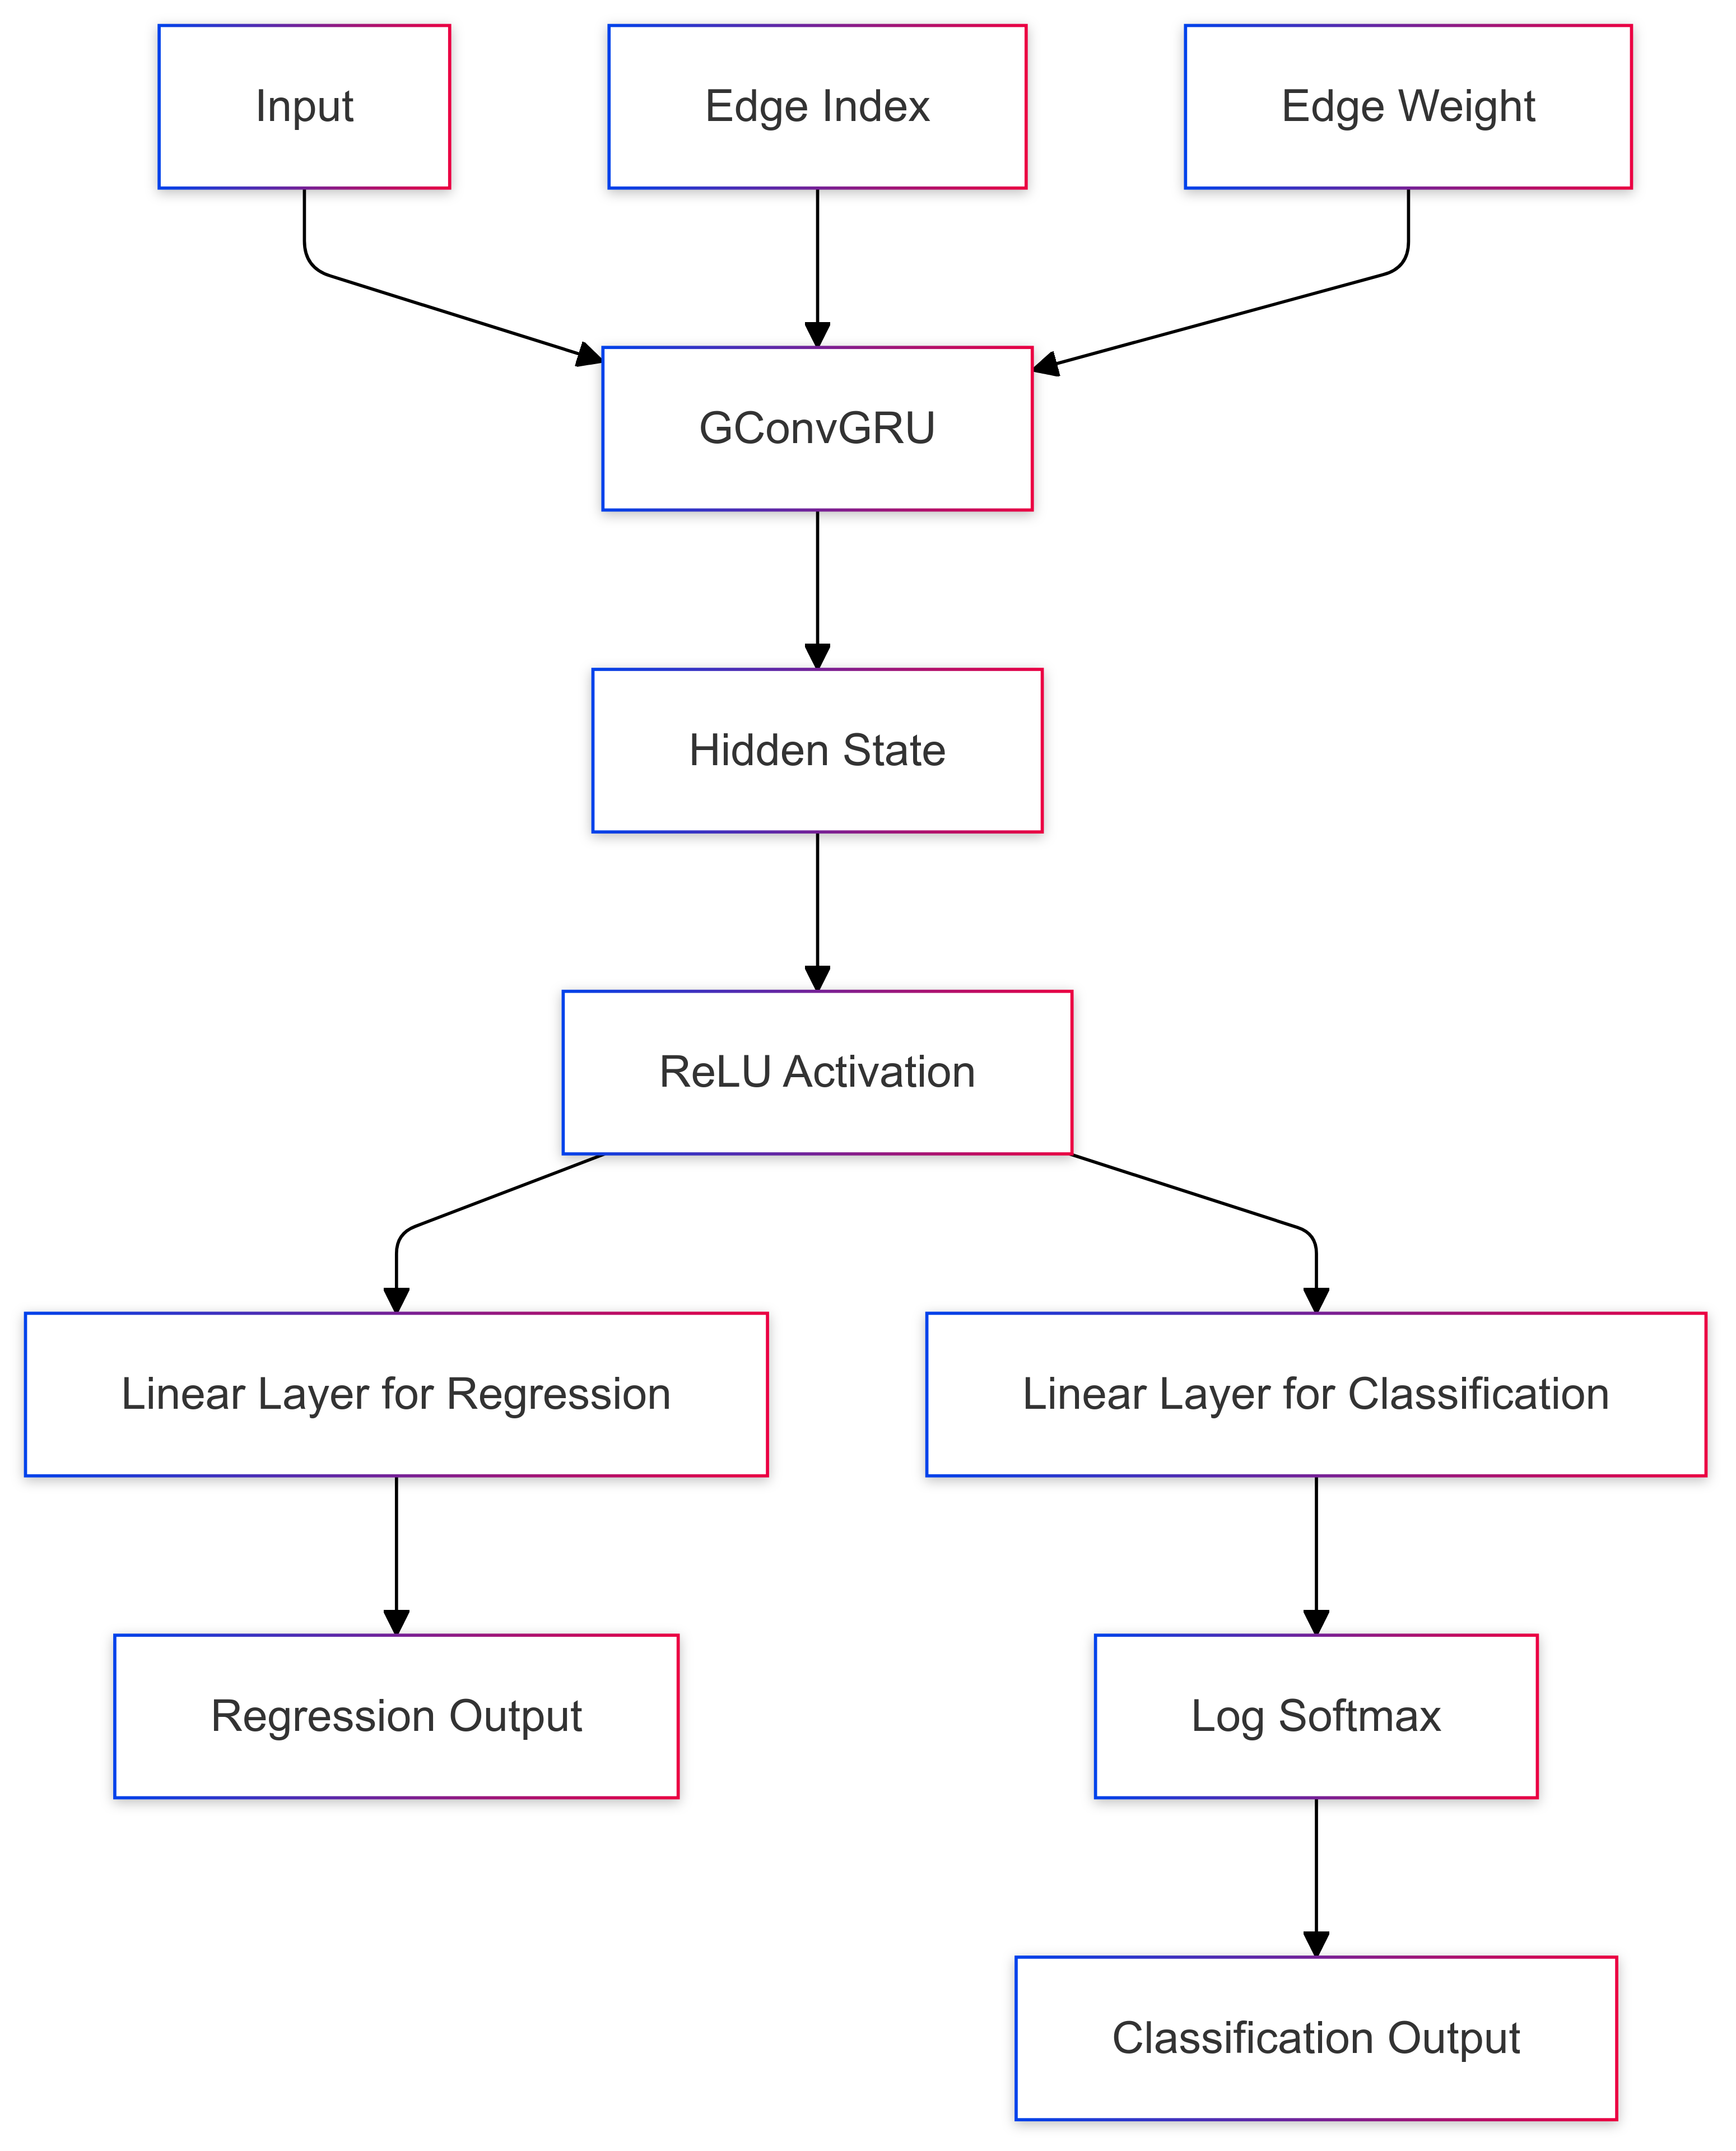 Input
Edge Index
Edge Weight
GConvGRU
Hidden State
ReLU Activation
Linear Layer for Regression
Linear Layer for Classification
Regression Output
Log Softmax
Classification Output